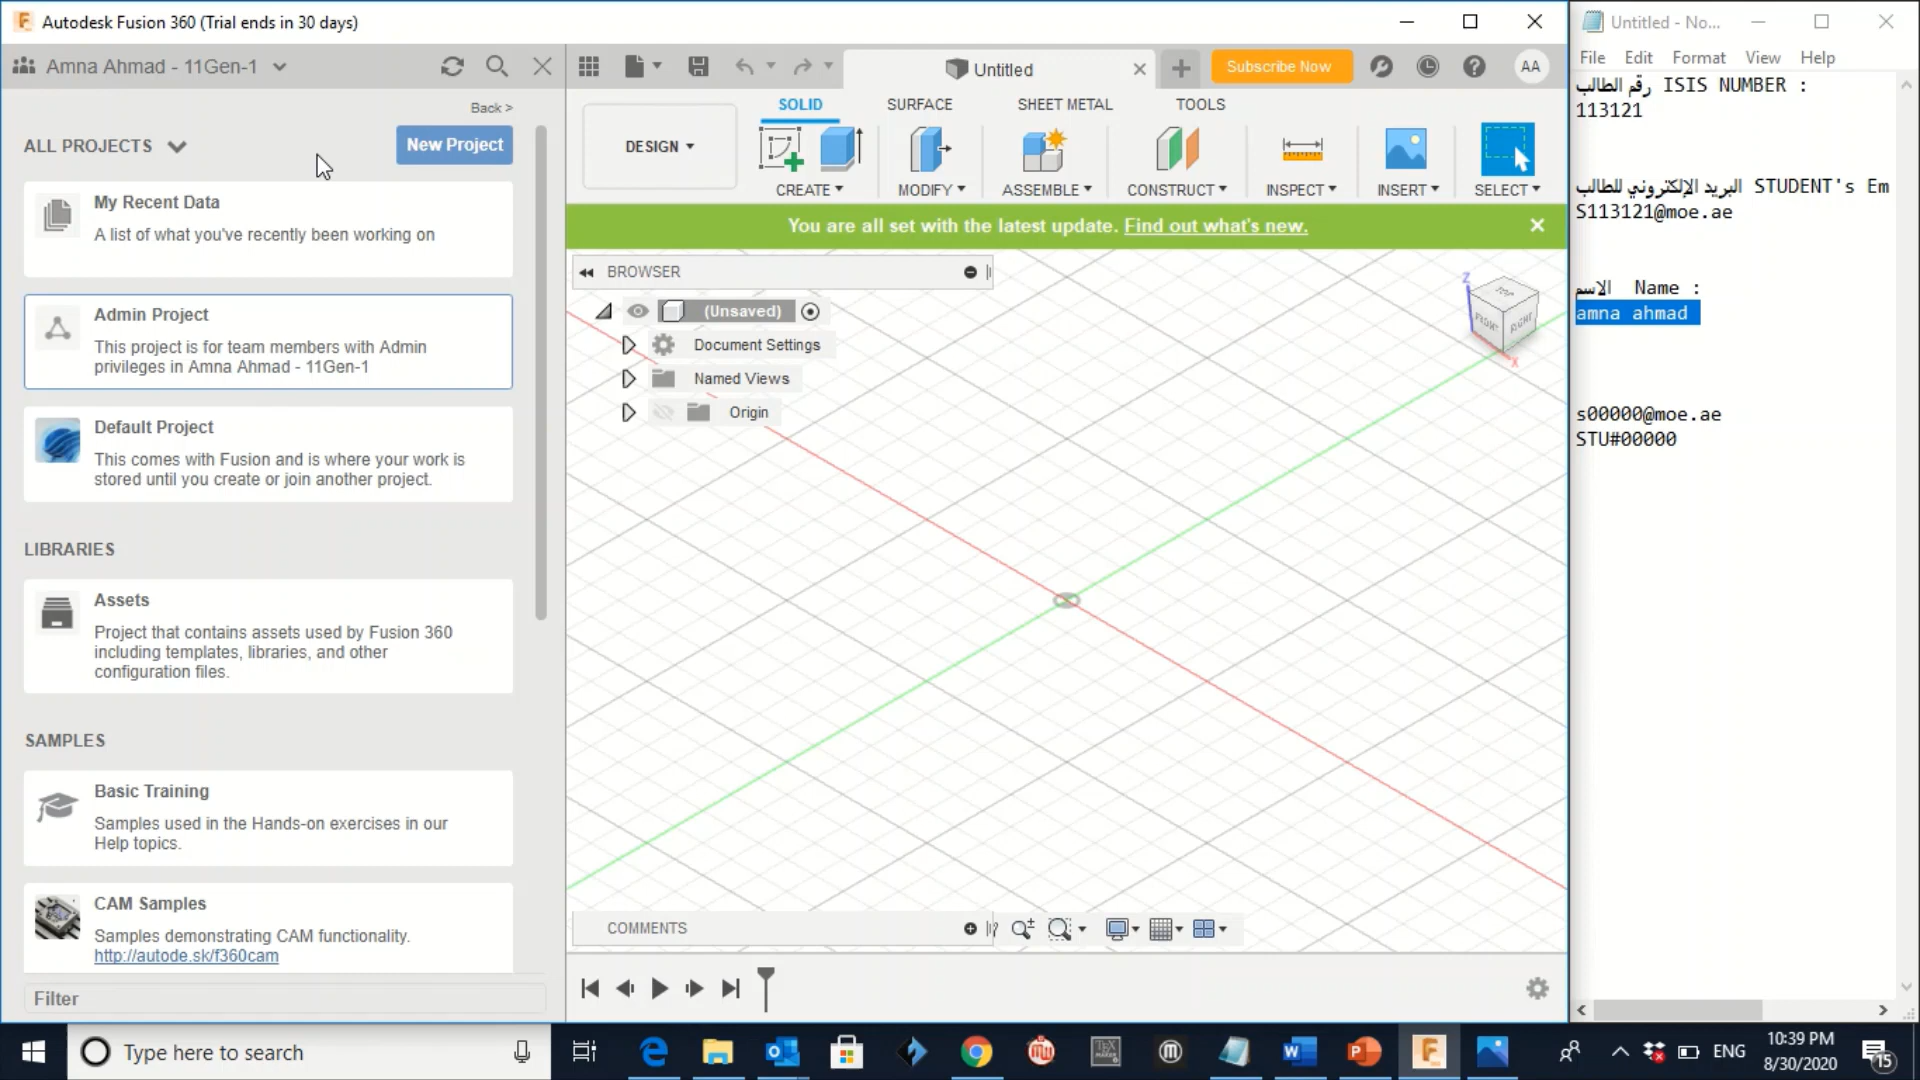 Autodesk Fusion 360 (Trial ends in 30 days)
Amna Ahmad - 11Gen-1
Back >
ALL PROJECTS
New Project
My Recent Data
A list of what you've recently been working on
Admin Project
This project is for team members with Admin
privileges in Amna Ahmad - 11Gen-1
Default Project
This comes with Fusion and is where your work is
stored until you create or join another project.
LIBRARIES
Assets
Project that contains assets used by Fusion 360
including templates, libraries, and other
configuration files.
SAMPLES
Basic Training
Samples used in the Hands-on exercises in our
Help topics.
CAM Samples
Samples demonstrating CAM functionality.
http://autode.sk/f360cam
Filter
Untitled
Subscribe Now
AA
SOLID
SURFACE
SHEET METAL
TOOLS
DESIGN
CREATE
MODIFY
ASSEMBLE
CONSTRUCT
INSPECT
INSERT
SELECT
You are all set with the latest update. Find out what's new.
BROWSER
(Unsaved)
Document Settings
Named Views
Origin
Z
TOP
FRONT
RIGHT
X
COMMENTS
Untitled - No...
File Edit Format View Help
رقم الطالب ISIS NUMBER :
113121
البريد الإلكتروني للطالب STUDENT's Em
S113121@moe.ae
الاسم Name :
amna ahmad
s00000@moe.ae
STU#00000
Type here to search
ENG
10:39 PM
8/30/2020
15